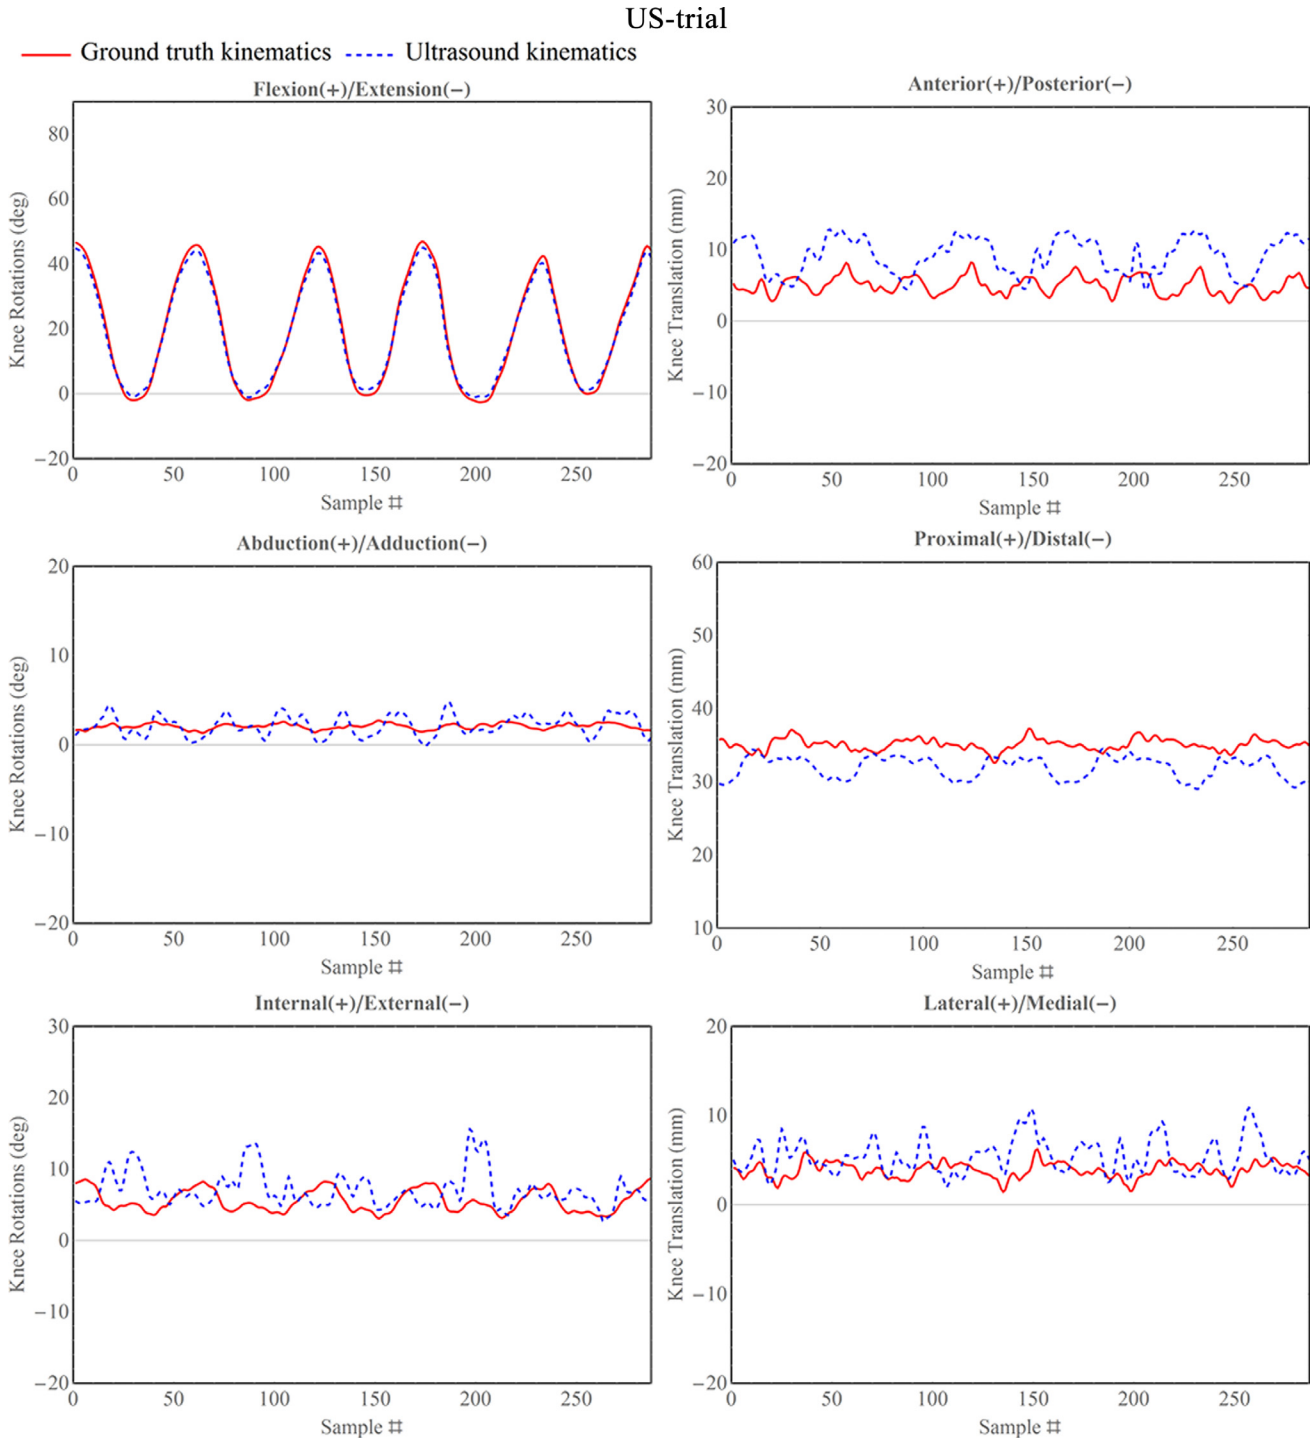 US-trial
Ground truth kinematics Ultrasound kinematics
Flexion(+)/Extension(−)
Knee Rotations (deg)
80
60
40
20
0
−20
0 50 100 150 200 250
Sample #
Anterior(+)/Posterior(−)
Knee Translation (mm)
30
20
10
0
−10
−20
0 50 100 150 200 250
Sample #
Abduction(+)/Adduction(−)
Knee Rotations (deg)
20
10
0
−10
−20
0 50 100 150 200 250
Sample #
Proximal(+)/Distal(−)
Knee Translation (mm)
60
50
40
30
20
10
0 50 100 150 200 250
Sample #
Internal(+)/External(−)
Knee Rotations (deg)
30
20
10
0
−10
−20
0 50 100 150 200 250
Sample #
Lateral(+)/Medial(−)
Knee Translation (mm)
20
10
0
−10
−20
0 50 100 150 200 250
Sample #